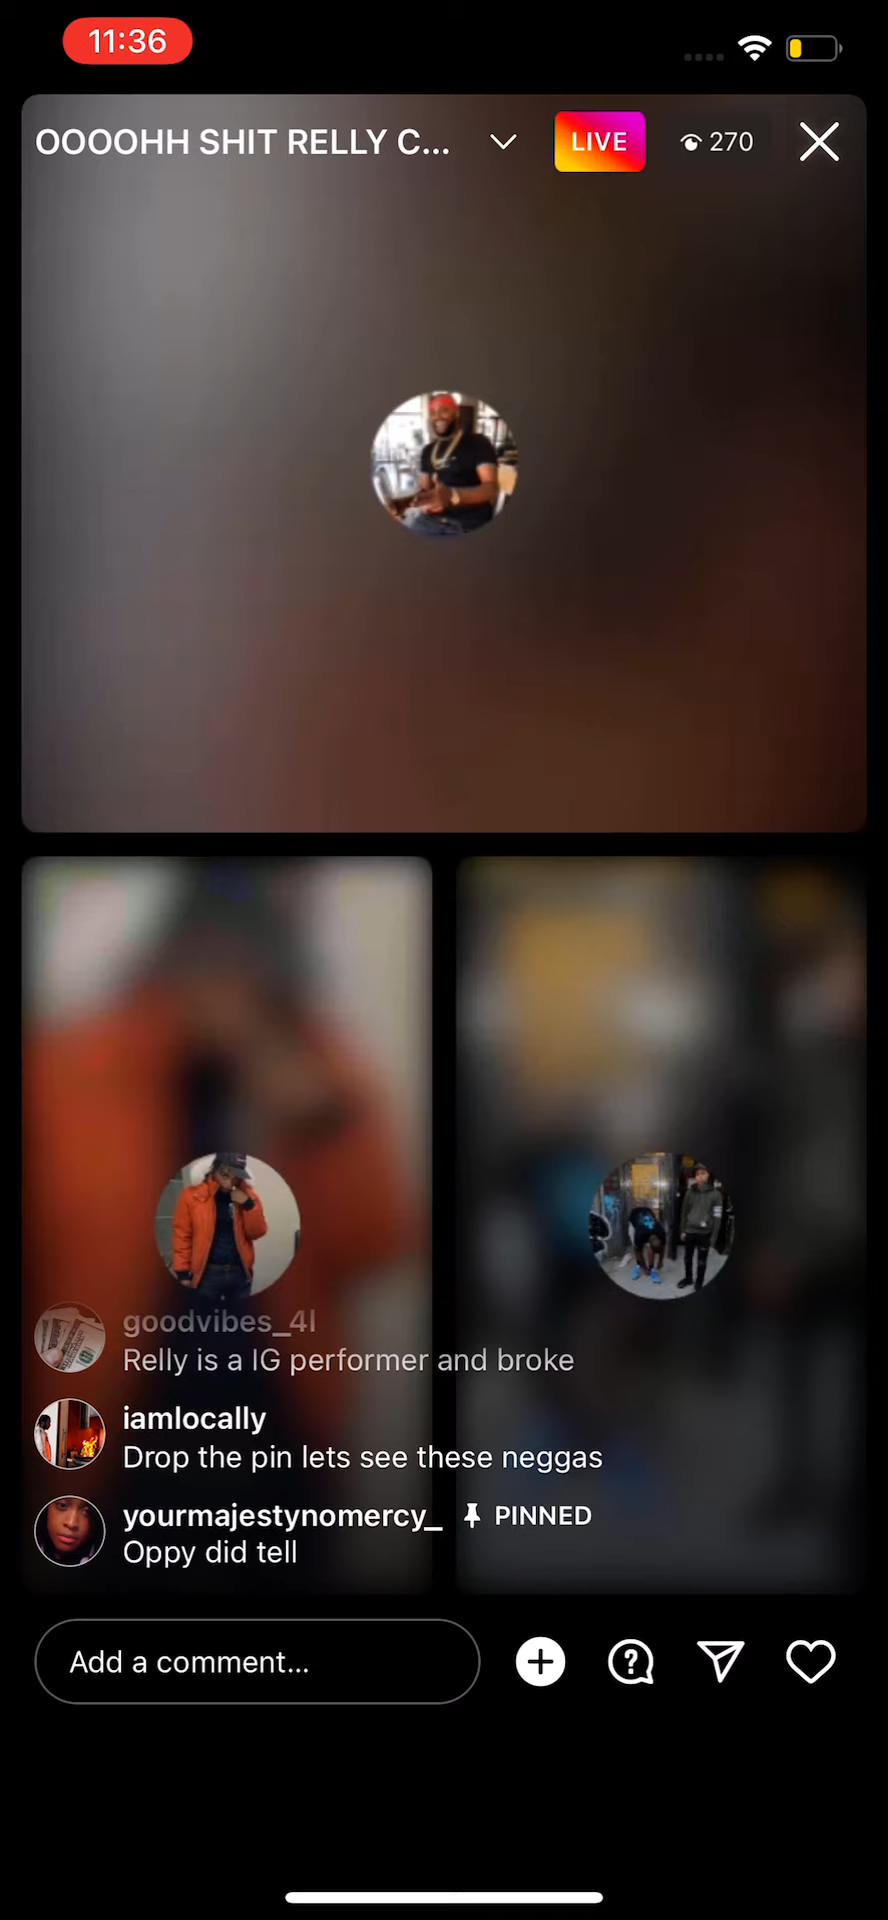 11:36
OOOOHH SHIT RELLY C...
LIVE
270
goodvibes_4l
Relly is a IG performer and broke
iamlocally
Drop the pin lets see these neggas
yourmajestynomercy_ PINNED
Oppy did tell
Add a comment...